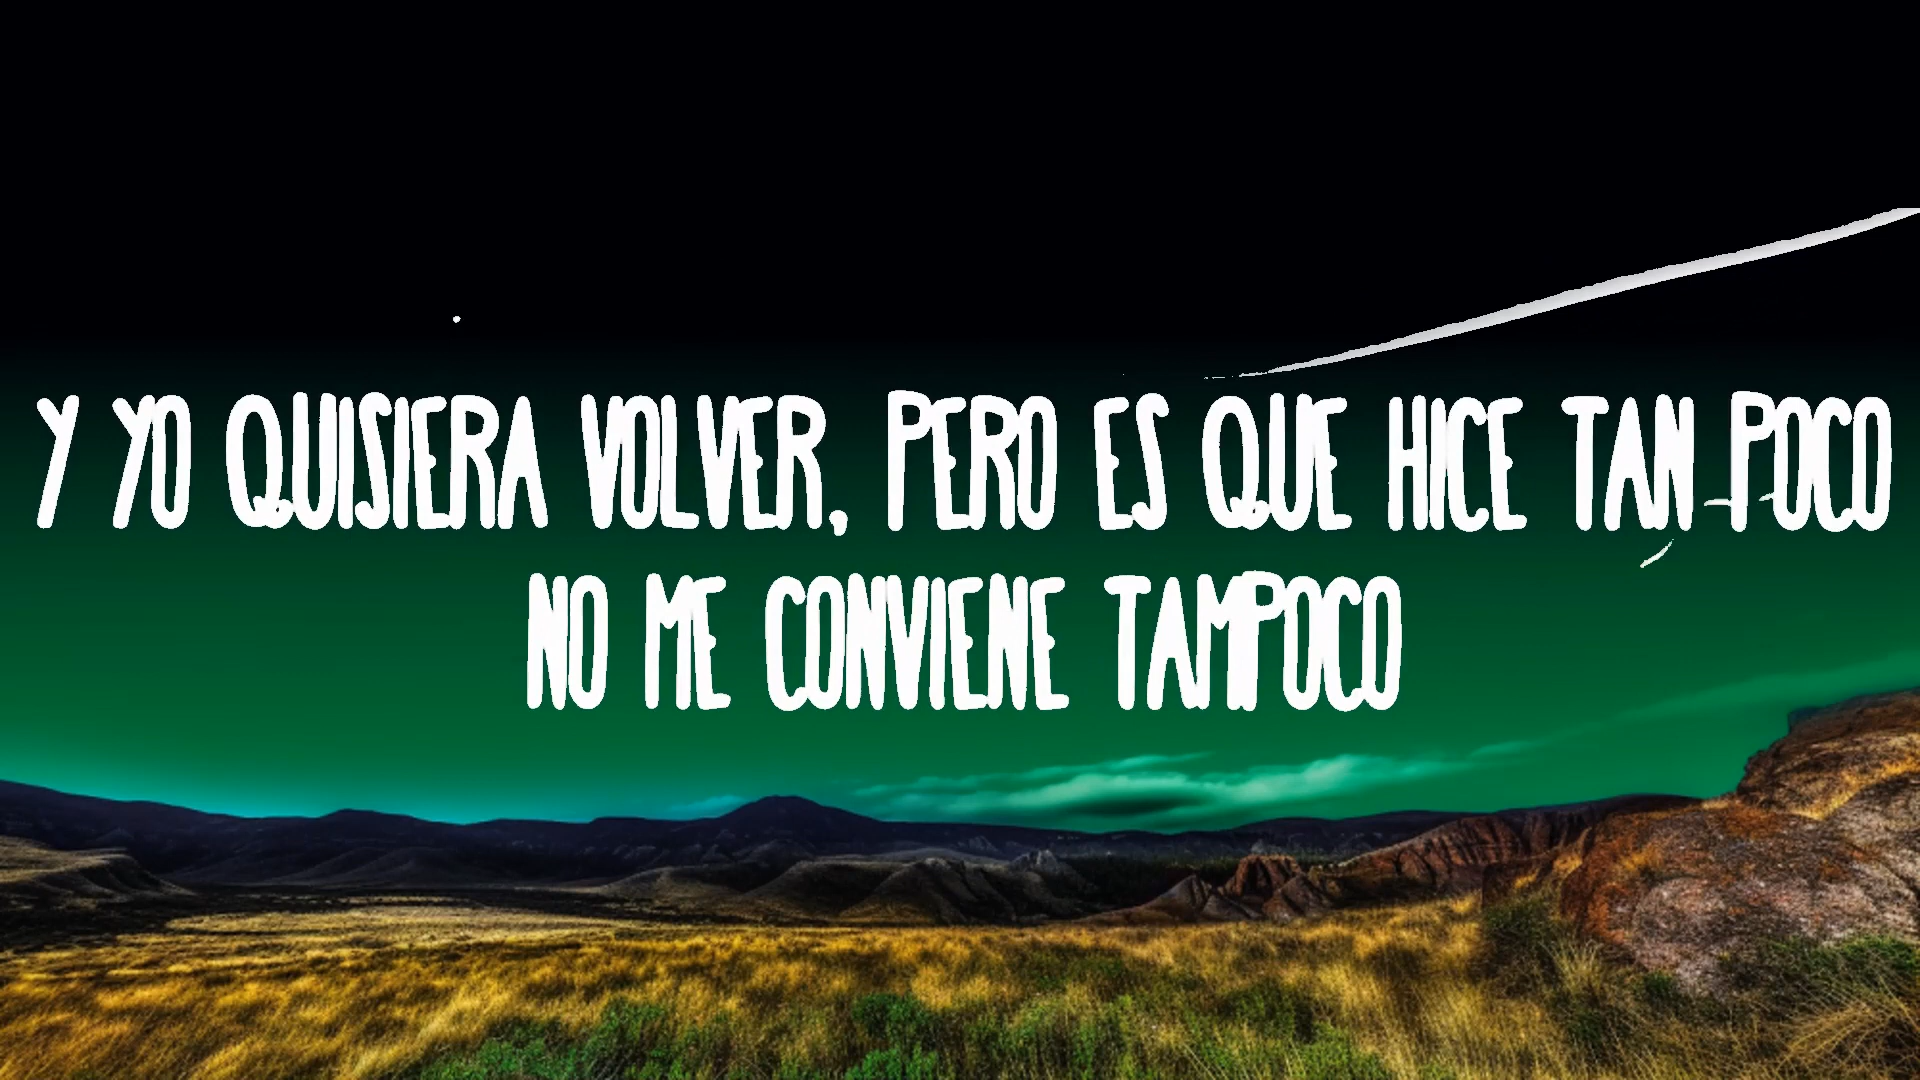 Y YO QUISIERA VOLVER, PERO ES QUE HICE TAN POCO
NO ME CONVIENE TAMPOCO